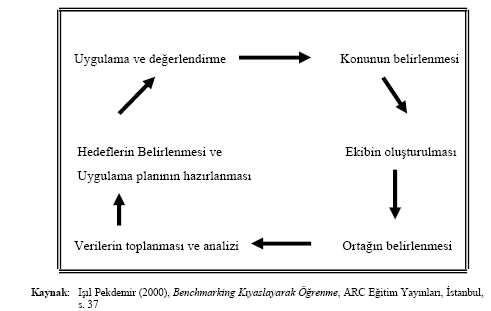 Uygulama ve değerlendirme
Konunun belirlenmesi
Hedeflerin Belirlenmesi ve
Uygulama planının hazırlanması
Ekibin oluşturulması
Verilerin toplanması ve analizi
Ortağın belirlenmesi
Kaynak: Işıl Pekdemir (2000), Benchmarking Kıyaslayarak Öğrenme, ARC Eğitim Yayınları, İstanbul,
s. 37